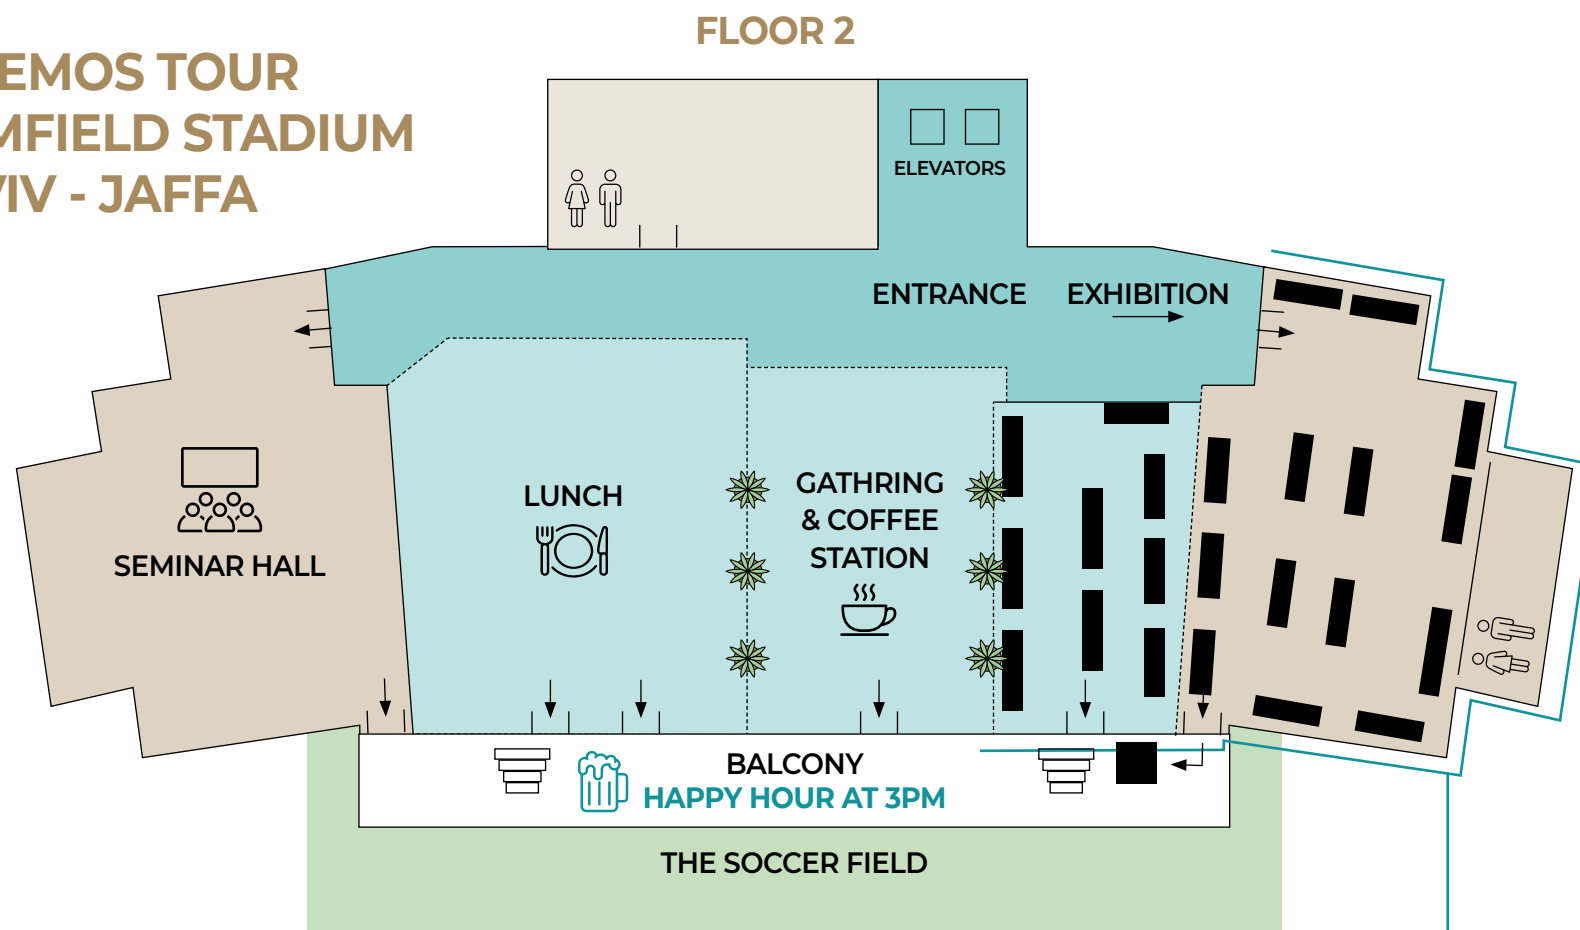 FLOOR 2
EMOS TOUR
MFIELD STADIUM
VIV - JAFFA
ELEVATORS
ENTRANCE
EXHIBITION
LUNCH
GATHRING
& COFFEE
STATION
SEMINAR HALL
BALCONY
HAPPY HOUR AT 3PM
THE SOCCER FIELD